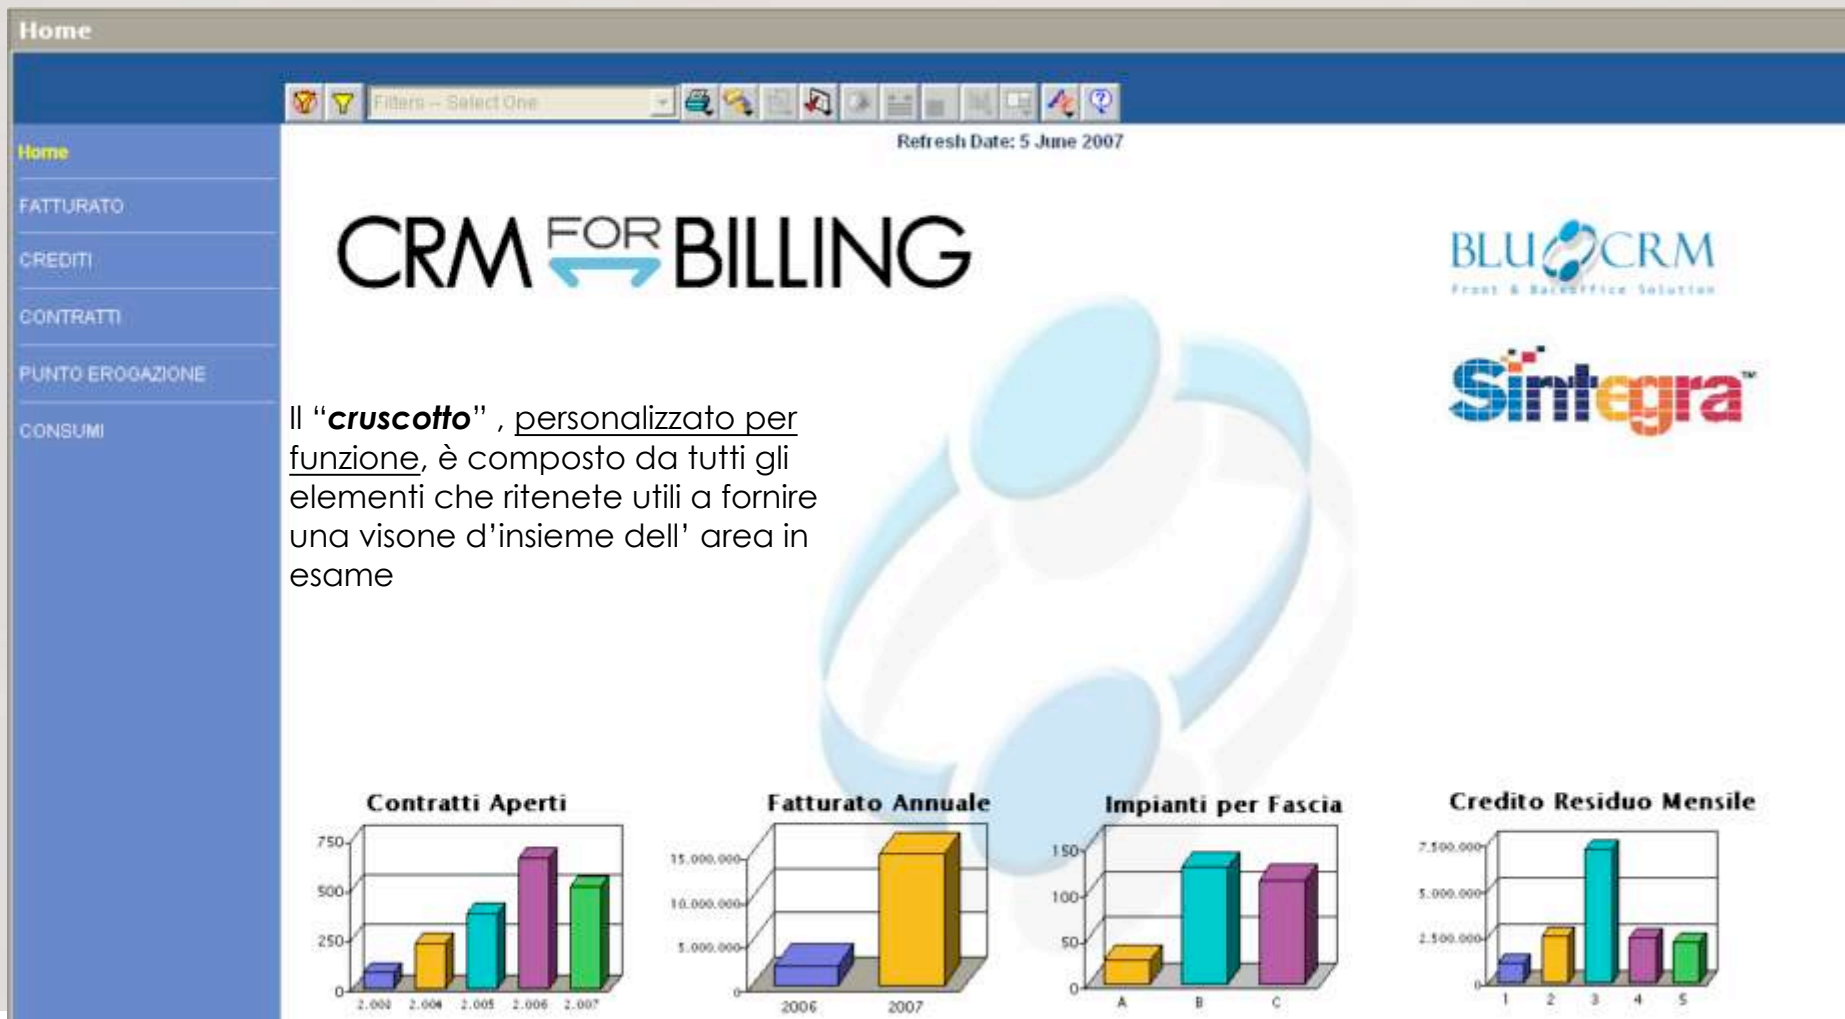 Home
Filters -- Select One
Refresh Date: 5 June 2007
Home
FATTURATO
CREDITI
CONTRATTI
PUNTO EROGAZIONE
CONSUMI
CRM FOR BILLING
BLU CRM
Front & Backoffice Solution
Sintegra™
Il “cruscotto” , personalizzato per
funzione, è composto da tutti gli
elementi che ritenete utili a fornire
una visone d’insieme dell’ area in
esame
Contratti Aperti
750
500
250
0
2.003 2.004 2.005 2.006 2.007
Fatturato Annuale
15.000.000
10.000.000
5.000.000
0
2006 2007
Impianti per Fascia
150
100
50
0
A B C
Credito Residuo Mensile
7.500.000
5.000.000
2.500.000
0
1 2 3 4 5